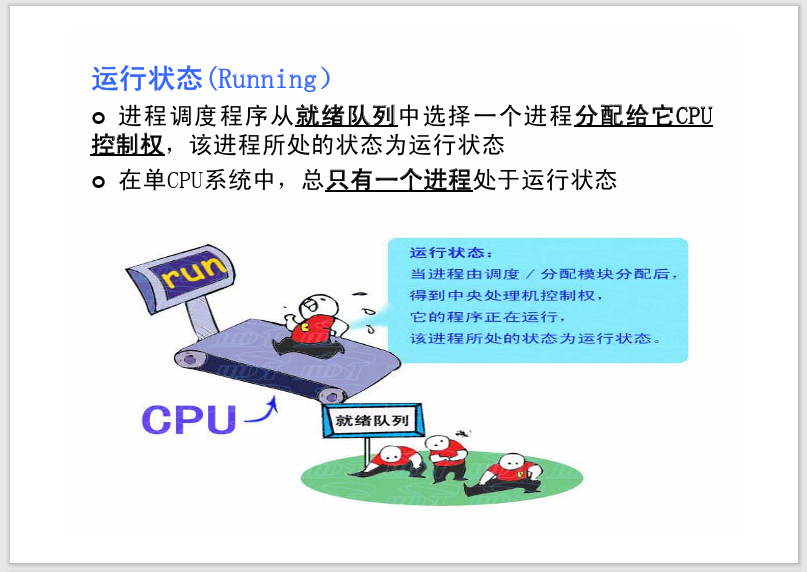 运行状态(Running）
进程调度程序从就绪队列中选择一个进程分配给它CPU
控制权，该进程所处的状态为运行状态
在单CPU系统中，总只有一个进程处于运行状态
run
运行状态：
当进程由调度／分配模块分配后，
得到中央处理机控制权，
它的程序正在运行，
该进程所处的状态为运行状态。
CPU
就绪队列